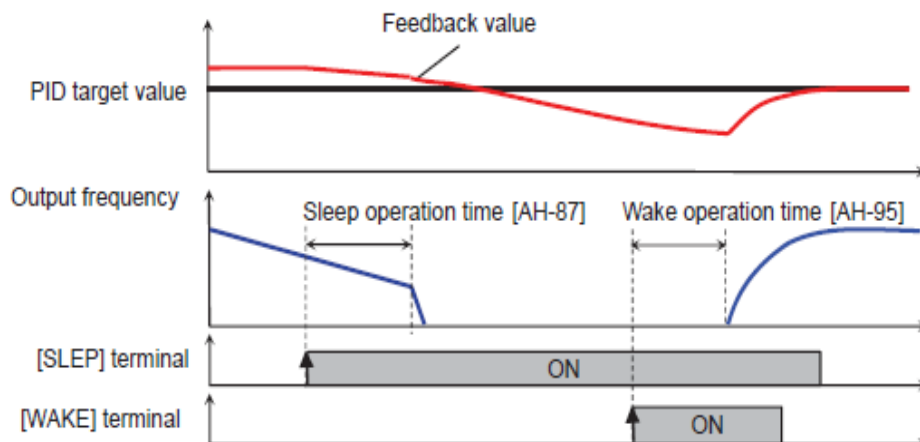 Feedback value
PID target value
Output frequency
Sleep operation time [AH-87]
Wake operation time [AH-95]
[SLEP] terminal
ON
[WAKE] terminal
ON